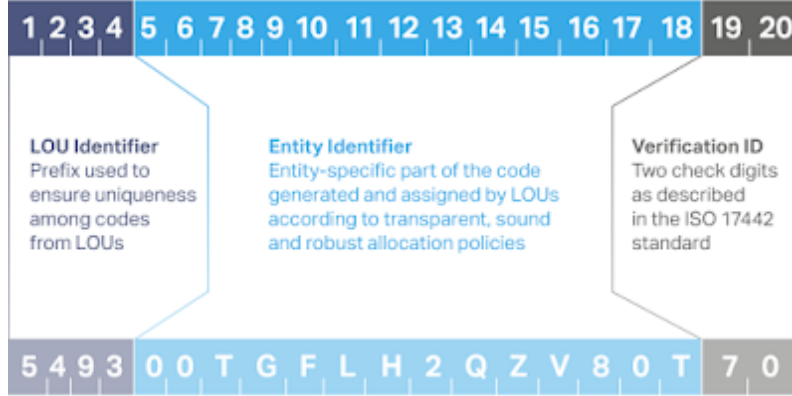 1 2 3 4 5 6 7 8 9 10 11 12 13 14 15 16 17 18 19 20
LOU Identifier
Prefix used to
ensure uniqueness
among codes
from LOUs
Entity Identifier
Entity-specific part of the code
generated and assigned by LOUs
according to transparent, sound
and robust allocation policies
Verification ID
Two check digits
as described
in the ISO 17442
standard
5 4 9 3 0 0 T G F L H 2 Q Z V 8 0 T 7 0